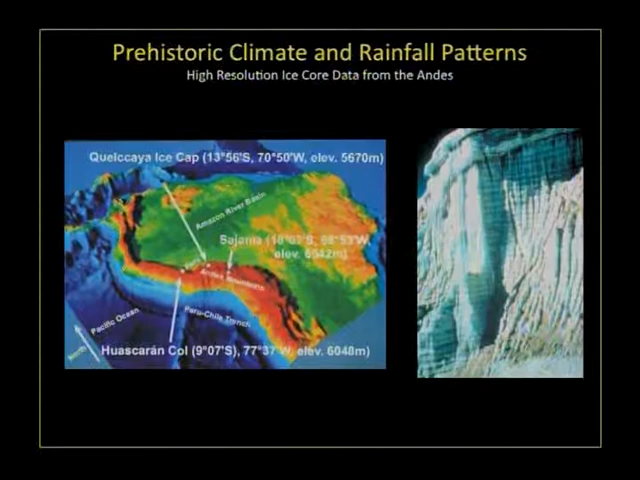 Prehistoric Climate and Rainfall Patterns
High Resolution Ice Core Data from the Andes
Quelccaya Ice Cap (13°56'S, 70°50'W, elev. 5670m)
Amazon River Basin
Sajama (18°07'S, 68°53'W,
elev. 6542m)
Andes Mountains
Peru-Chile Trench
Pacific Ocean
North
Huascarán Col (9°07'S), 77°37'W, elev. 6048m)